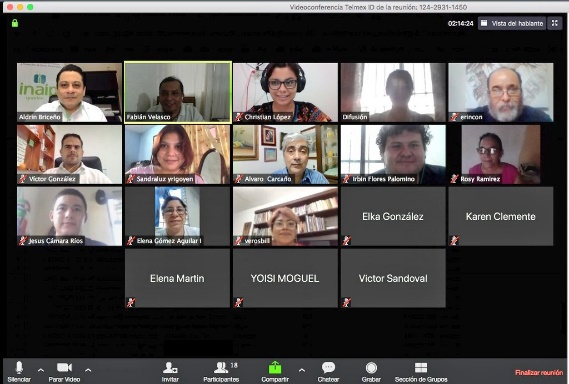 Videoconferencia Telmex ID de la reunión: 124-2931-1450
02:14:24 Vista del hablante
inaip
Aldrin Briceño
Fabián Velasco
Christian López
Difusión
erincon
Víctor González
Sandraluz yrigoyen
Alvaro Carcaño
Irbin Flores Palomino
Rosy Ramirez
Jesus Cámara Ríos
Elena Gómez Aguilar I
verosbill
Elka González
Karen Clemente
Elena Martin
YOISI MOGUEL
Victor Sandoval
Silenciar
Parar Video
Invitar
18
Participantes
Compartir
Chatear
Grabar
Sección de Grupos
Finalizar reunión